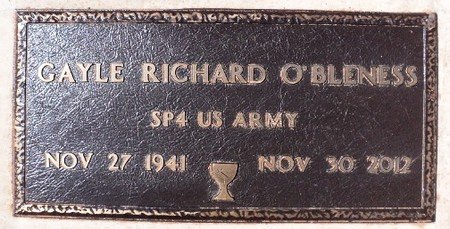 GAYLE RICHARD O'BLENESS
SP4 US ARMY
NOV 27 1941 NOV 30 2012